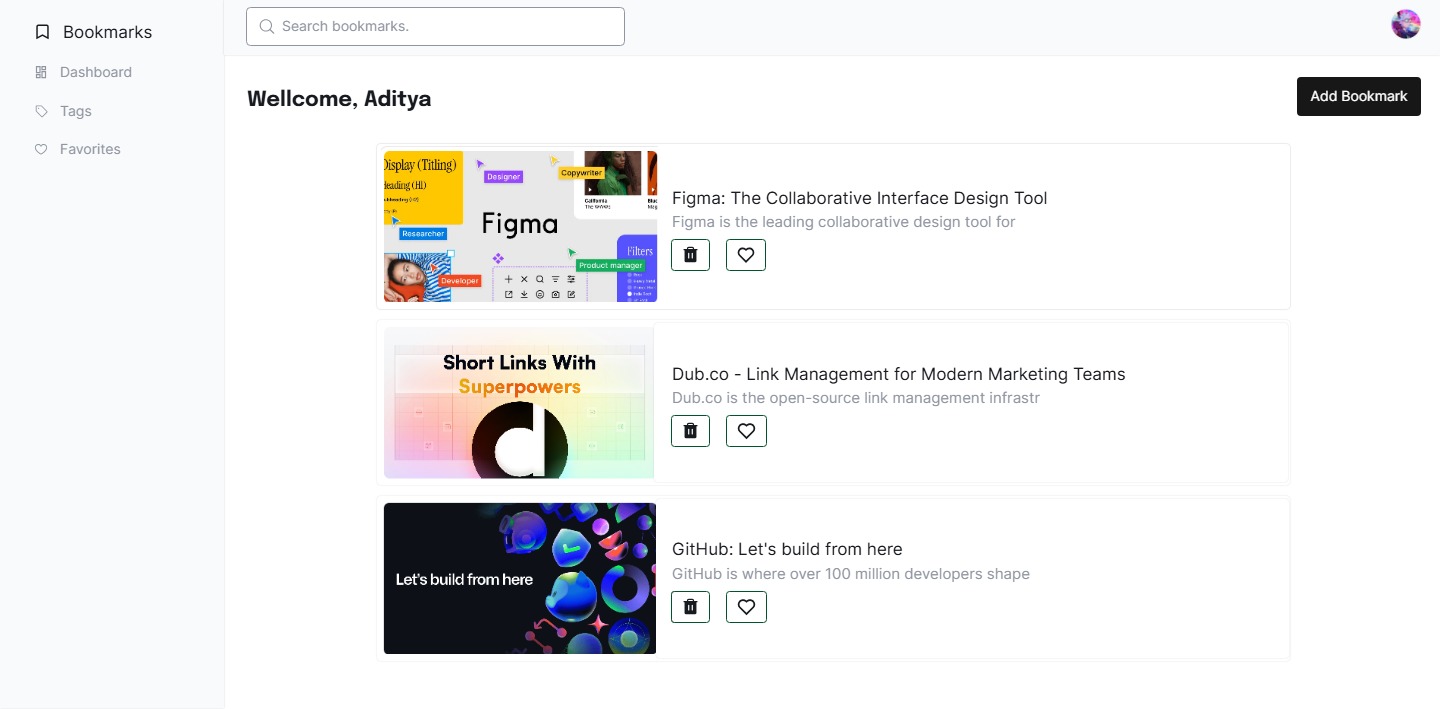 Bookmarks
Search bookmarks.
Dashboard
Tags
Favorites
Wellcome, Aditya
Add Bookmark
Display (Titling)
Heading (H1)
Designer
Copywriter
California
Figma
Researcher
Filters
Product manager
Developer
Figma: The Collaborative Interface Design Tool
Figma is the leading collaborative design tool for
Short Links With
Superpowers
d
Dub.co - Link Management for Modern Marketing Teams
Dub.co is the open-source link management infrastr
Let's build from here
GitHub: Let's build from here
GitHub is where over 100 million developers shape